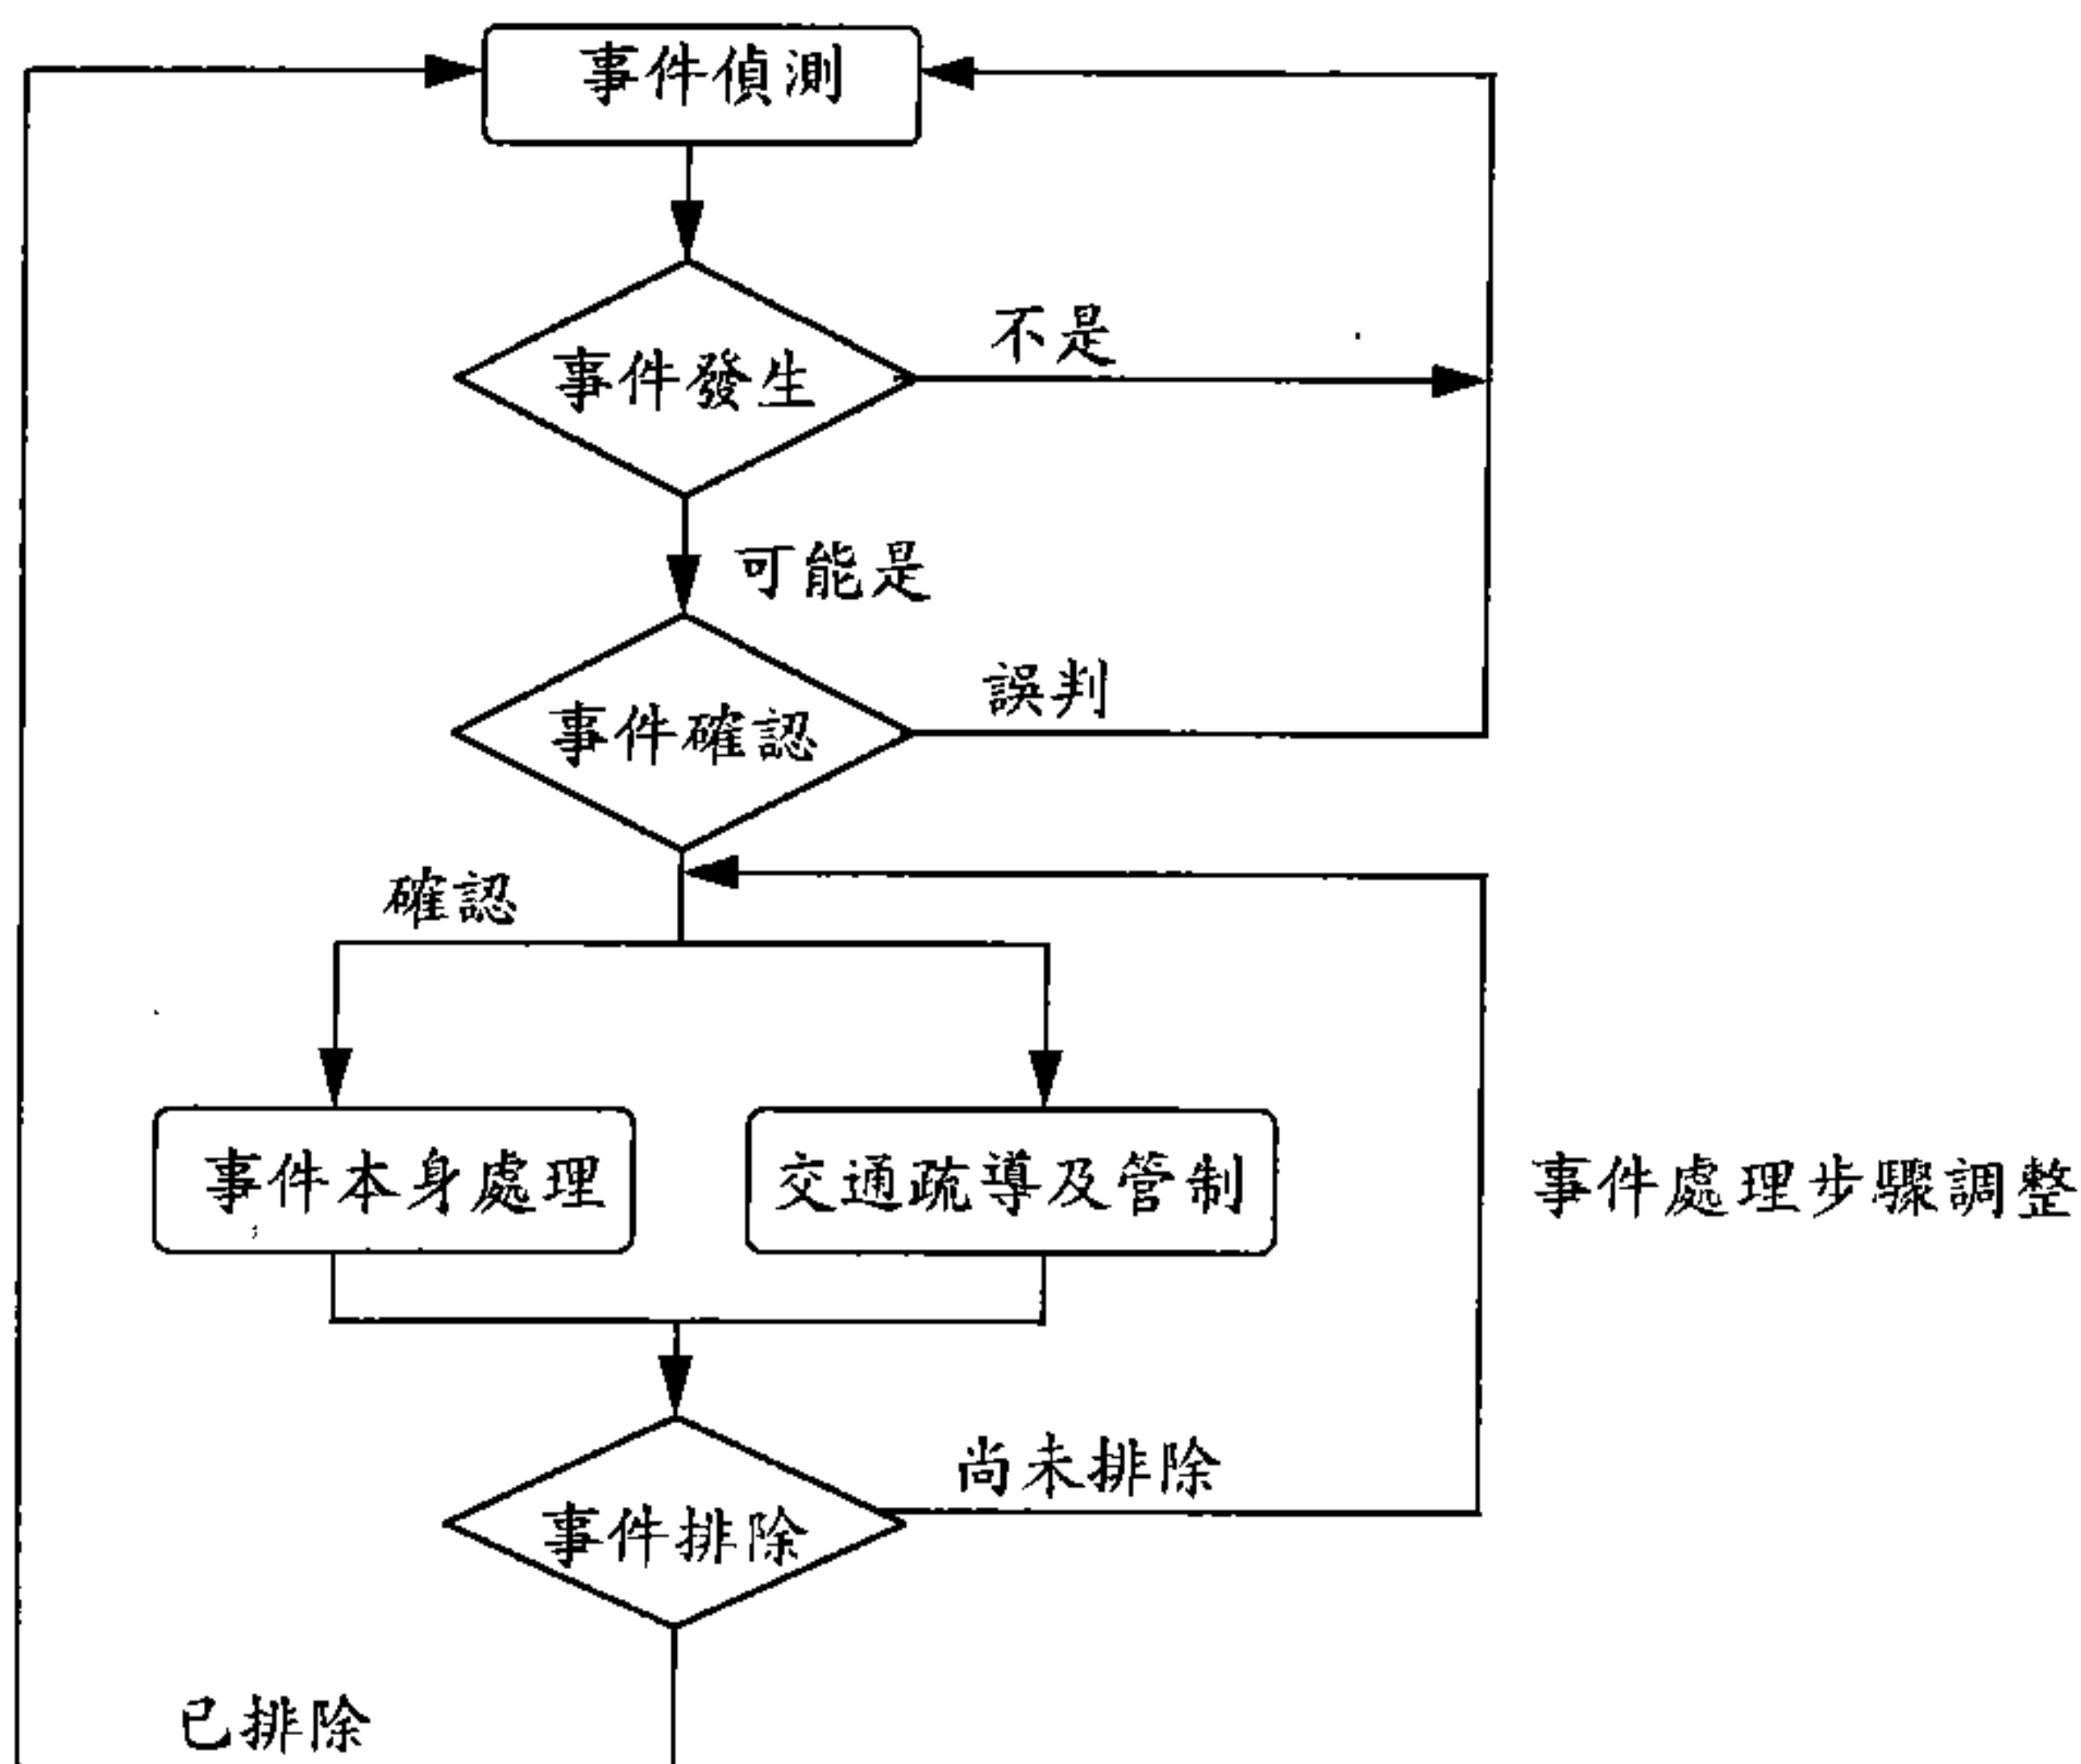 事件偵測
事件發生
不是
可能是
事件確認
誤判
確認
事件本身處理
交通疏導及管制
事件處理步驟調整
尚未排除
事件排除
已排除